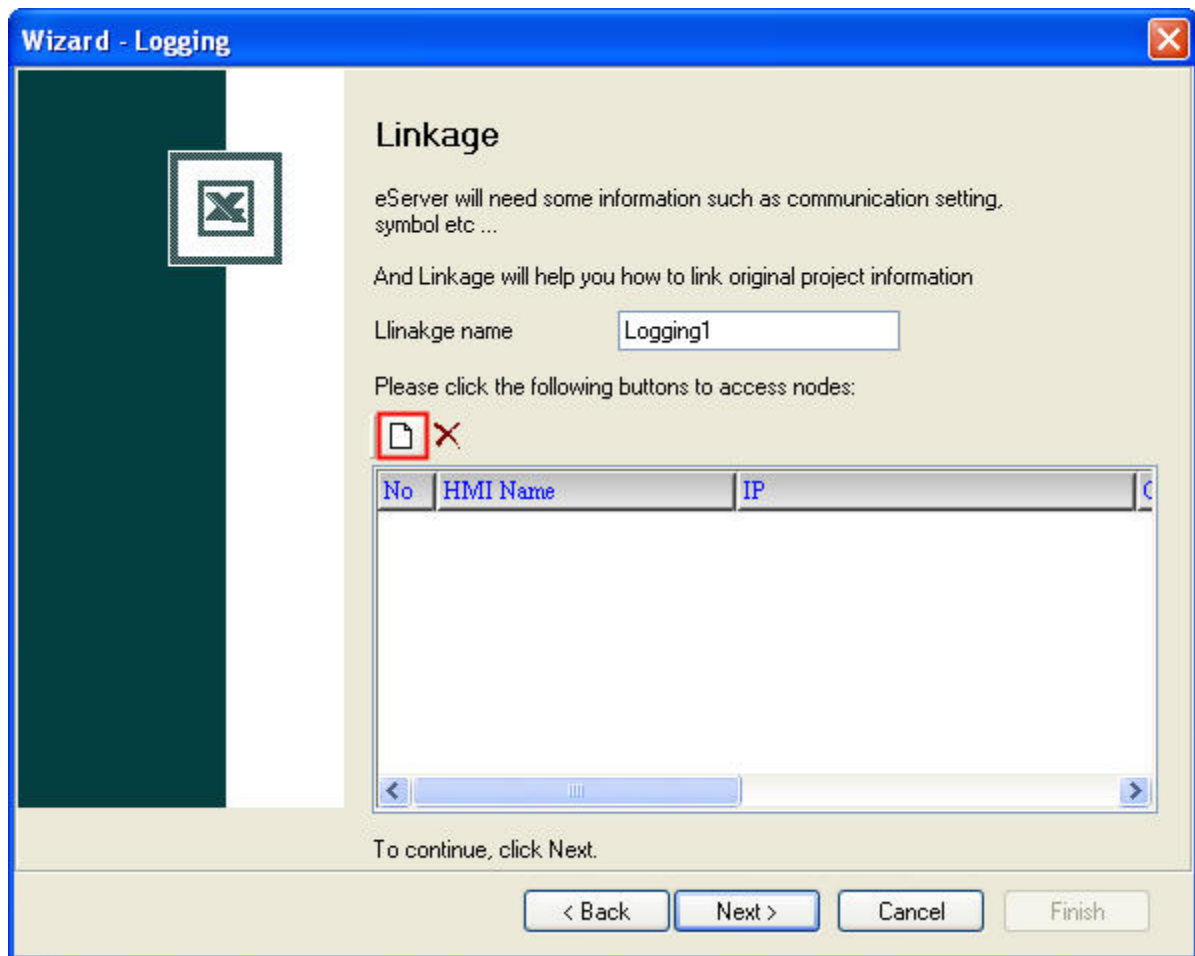 Wizard - Logging
Linkage
eServer will need some information such as communication setting,
symbol etc ...
And Linkage will help you how to link original project information
Llinakge name
Logging1
Please click the following buttons to access nodes:
No HMI Name IP
To continue, click Next.
< Back Next > Cancel Finish